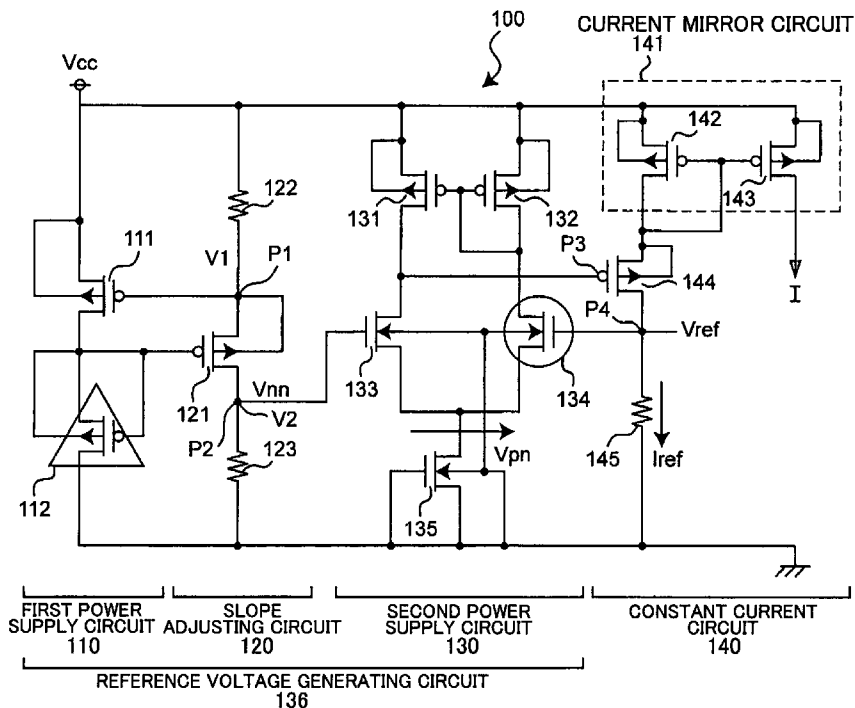 100
CURRENT MIRROR CIRCUIT
141
Vcc
142
122
131
132
143
111
V1
P1
P3
144
I
P4
Vref
121
Vnn
133
134
P2
V2
123
Vpn
145
Iref
112
135
FIRST POWER
SUPPLY CIRCUIT
110
SLOPE
ADJUSTING CIRCUIT
120
SECOND POWER
SUPPLY CIRCUIT
130
CONSTANT CURRENT
CIRCUIT
140
REFERENCE VOLTAGE GENERATING CIRCUIT
136